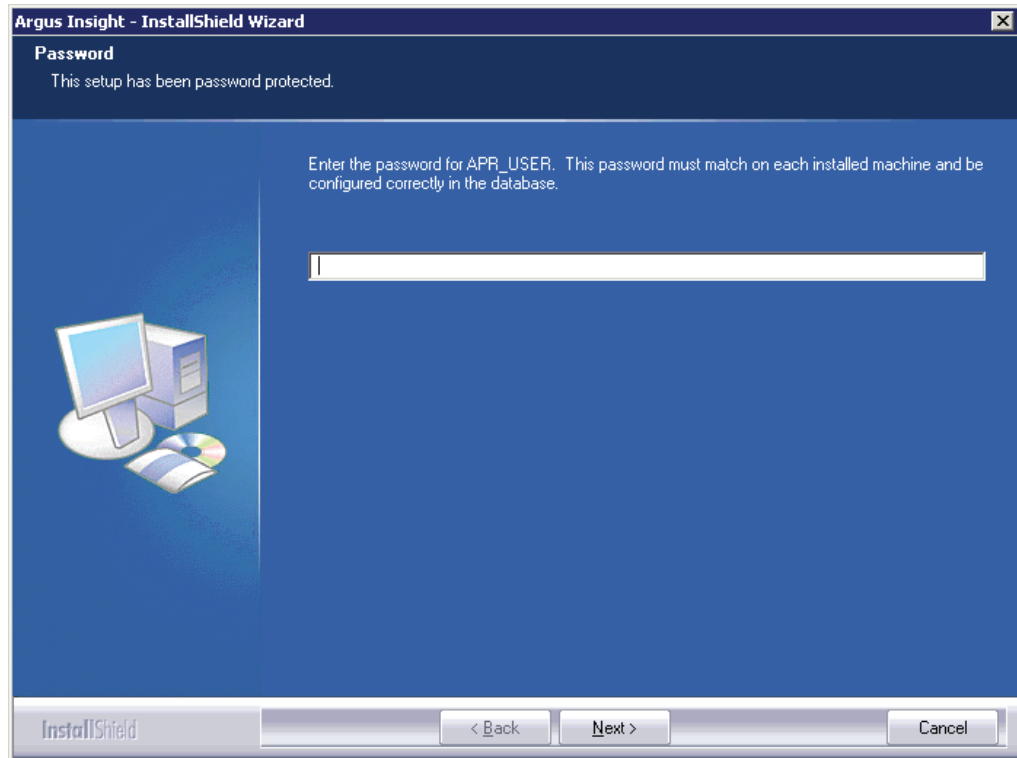 Argus Insight - InstallShield Wizard
Password
This setup has been password protected.
Enter the password for APR_USER.  This password must match on each installed machine and be
configured correctly in the database.
InstallShield
< Back
Next >
Cancel